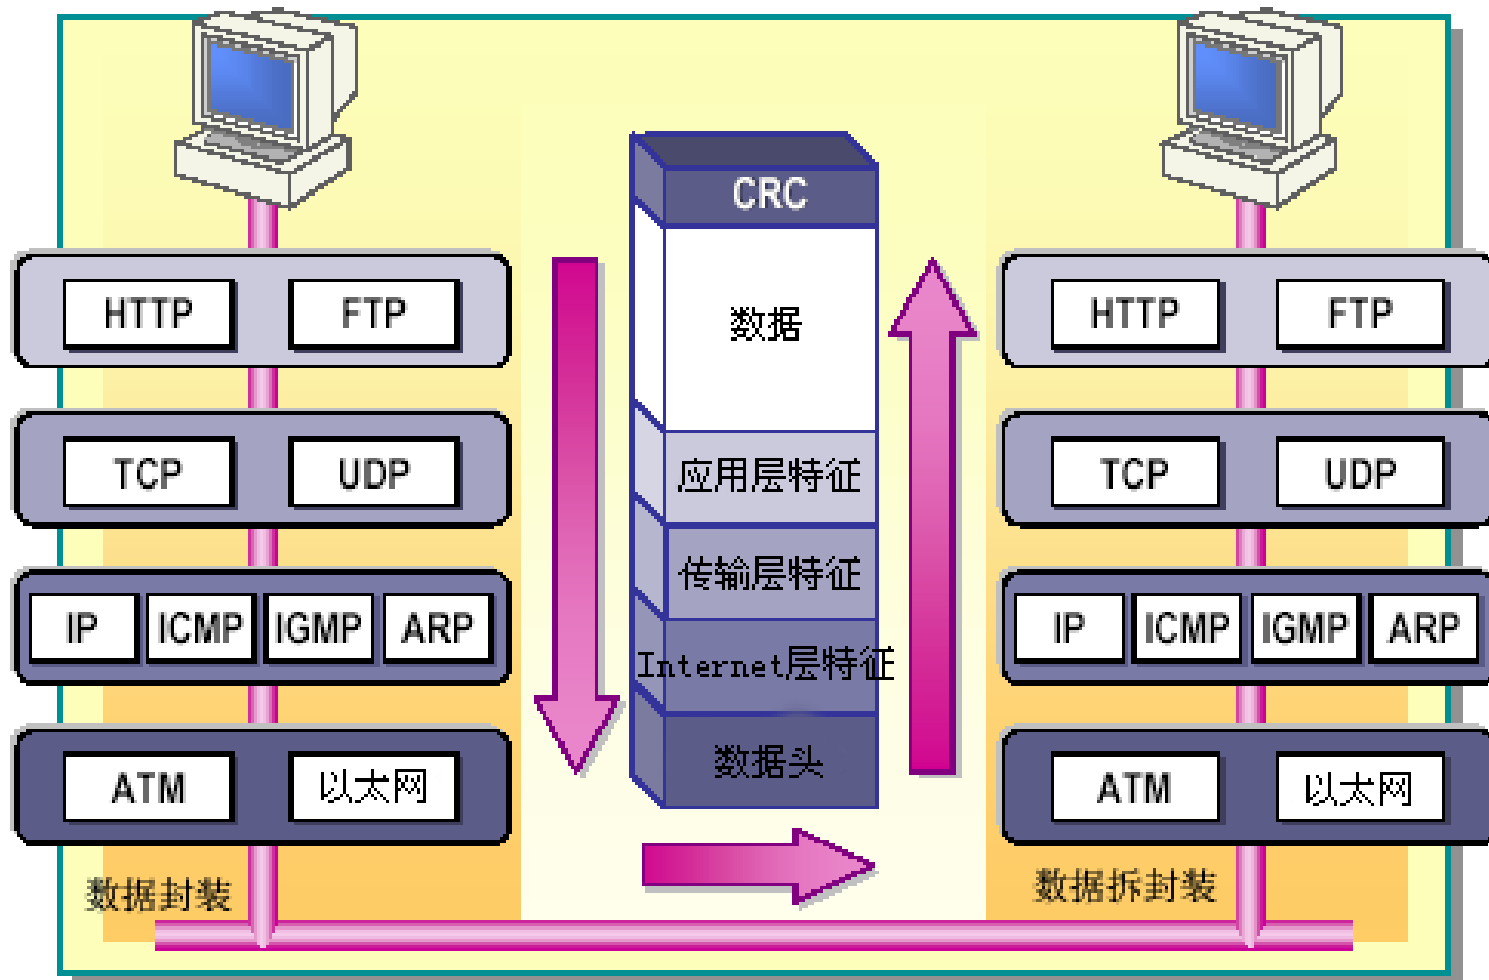 HTTP FTP
TCP UDP
IP ICMP IGMP ARP
ATM 以太网
数据封装
CRC
数据
应用层特征
传输层特征
Internet层特征
数据头
HTTP FTP
TCP UDP
IP ICMP IGMP ARP
ATM 以太网
数据拆封装